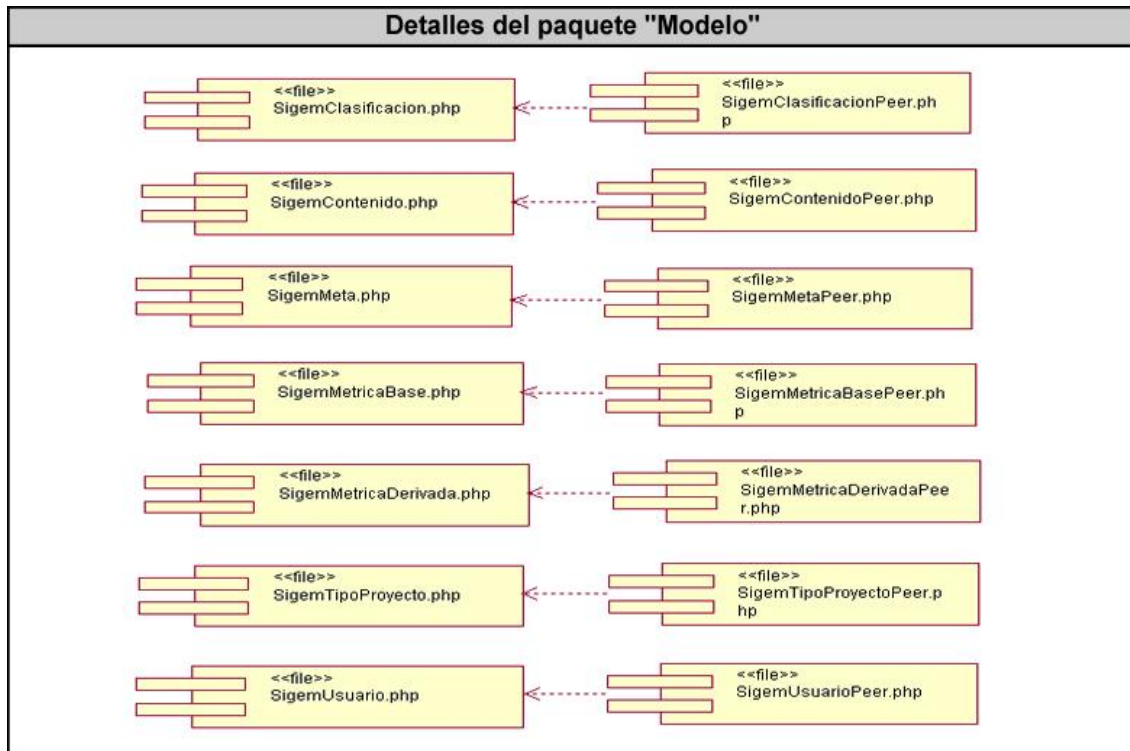 Detalles del paquete "Modelo"
<<file>>
SigemClasificacion.php
<<file>>
SigemClasificacionPeer.ph
p
<<file>>
SigemContenido.php
<<file>>
SigemContenidoPeer.php
<<file>>
SigemMeta.php
<<file>>
SigemMetaPeer.php
<<file>>
SigemMetricaBase.php
<<file>>
SigemMetricaBasePeer.ph
p
<<file>>
SigemMetricaDerivada.php
<<file>>
SigemMetricaDerivadaPee
r.php
<<file>>
SigemTipoProyecto.php
<<file>>
SigemTipoProyectoPeer.p
hp
<<file>>
SigemUsuario.php
<<file>>
SigemUsuarioPeer.php